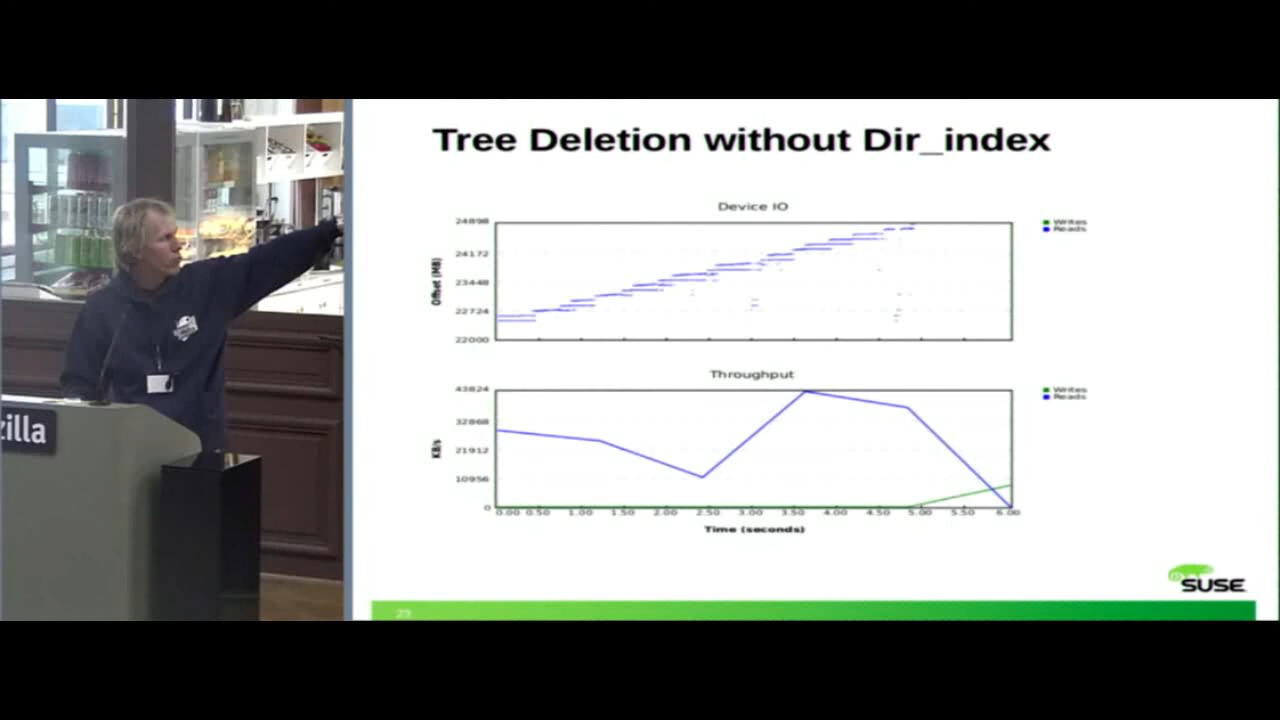 Tree Deletion without Dir_index
Device IO
24898
24172
23448
22724
22000
Offset (MB)
Writes
Reads
Throughput
43824
32868
21912
10956
0
KB/s
Writes
Reads
0.00 0.50 1.00 1.50 2.00 2.50 3.00 3.50 4.00 4.50 5.00 5.50 6.00
Time (seconds)
zilla
SUSE